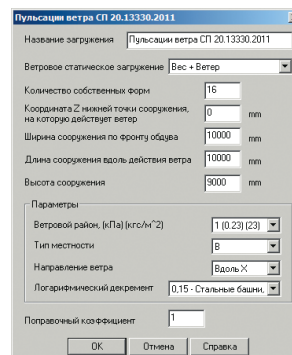 Пульсации ветра СП 20.13330.2011
Название загружения Пульсации ветра СП 20.13330.2011
Ветровое статическое загружение Вес + Ветер
Количество собственных форм 16
Координата Z нижней точки сооружения,
на которую действует ветер 0 mm
Ширина сооружения по фронту обдува 10000 mm
Длина сооружения вдоль действия ветра 10000 mm
Высота сооружения 9000 mm
Параметры
Ветровой район, (кПа) (кгс/м^2) 1 (0.23) (23)
Тип местности B
Направление ветра Вдоль X
Логарифмический декремент 0,15 - Стальные башни,
Поправочный коэффициент 1
OK Отмена Справка